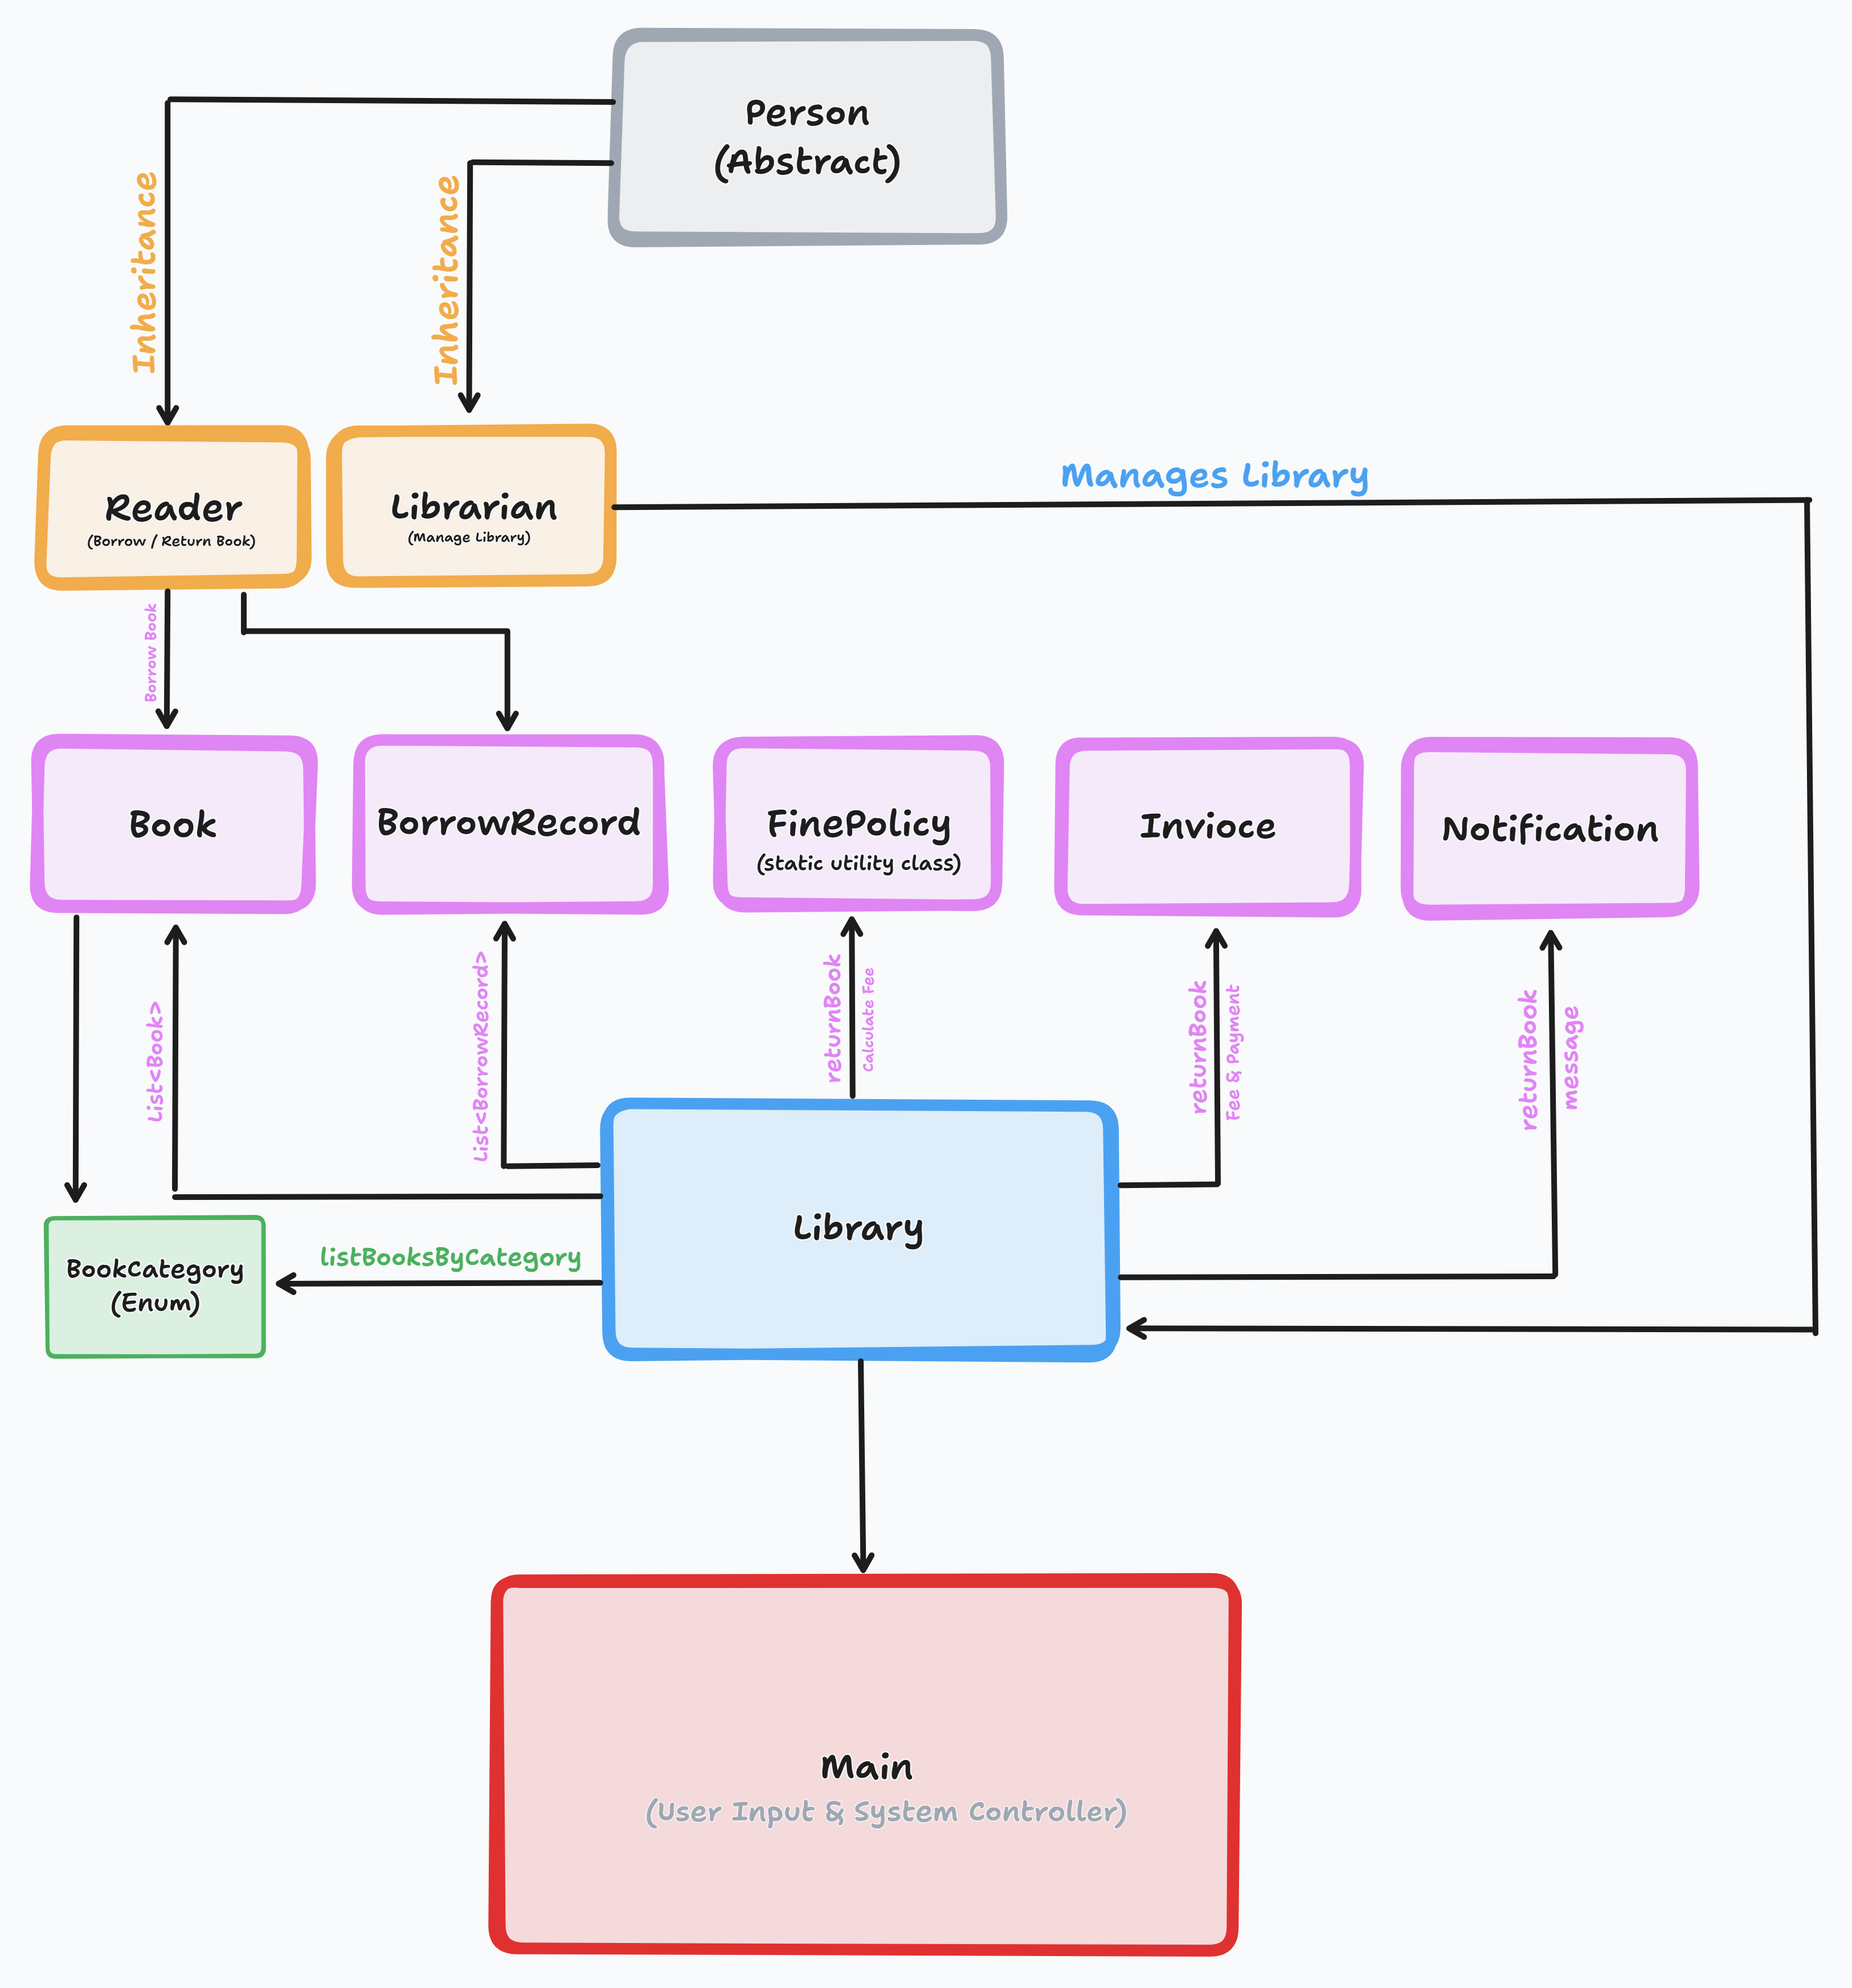 Person
(Abstract)
Inheritance
Inheritance
Reader
(Borrow / Return Book)
Librarian
(Manage Library)
Manages Library
Borrow Book
Book
BorrowRecord
FinePolicy
(static utility class)
Invioce
Notification
List<Book>
List<BorrowRecord>
returnBook
Calculate Fee
returnBook
Fee & Payment
returnBook
message
Library
BookCategory
(Enum)
listBooksByCategory
Main
(User Input & System Controller)